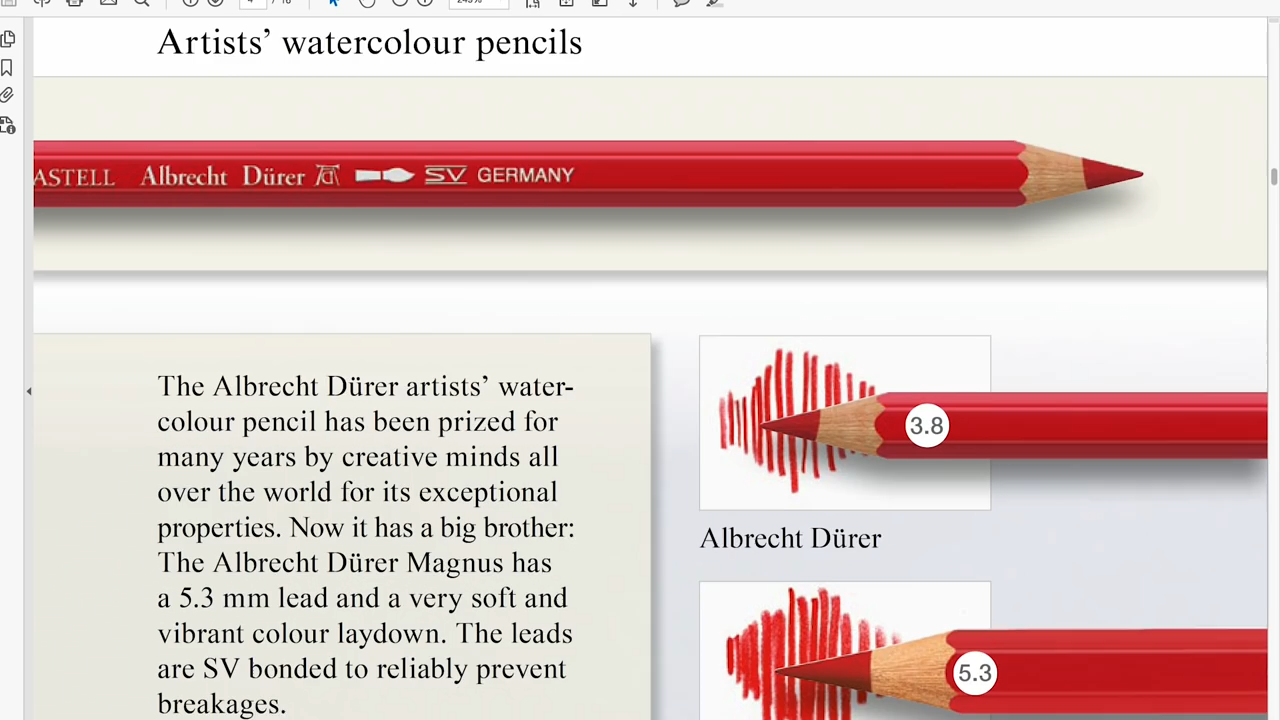 Artists’ watercolour pencils
ASTELL Albrecht Dürer SV GERMANY
The Albrecht Dürer artists’ water-
colour pencil has been prized for
many years by creative minds all
over the world for its exceptional
properties. Now it has a big brother:
The Albrecht Dürer Magnus has
a 5.3 mm lead and a very soft and
vibrant colour laydown. The leads
are SV bonded to reliably prevent
breakages.
3.8
Albrecht Dürer
5.3